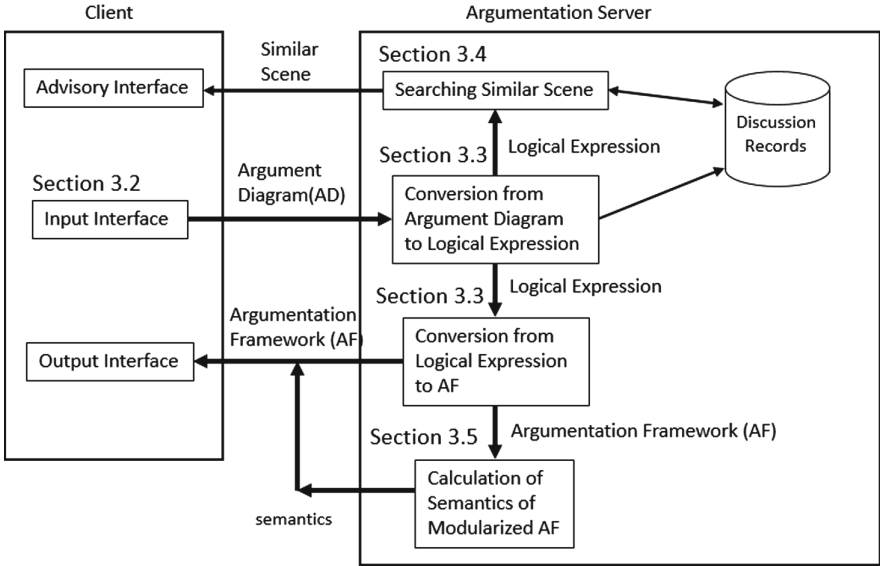 Client
Argumentation Server
Similar
Scene
Section 3.4
Advisory Interface
Searching Similar Scene
Discussion
Records
Logical Expression
Section 3.3
Section 3.2
Argument
Diagram(AD)
Input Interface
Conversion from
Argument Diagram
to Logical Expression
Logical Expression
Section 3.3
Argumentation
Framework (AF)
Output Interface
Conversion from
Logical Expression
to AF
Section 3.5
Argumentation Framework (AF)
Calculation of
Semantics of
Modularized AF
semantics